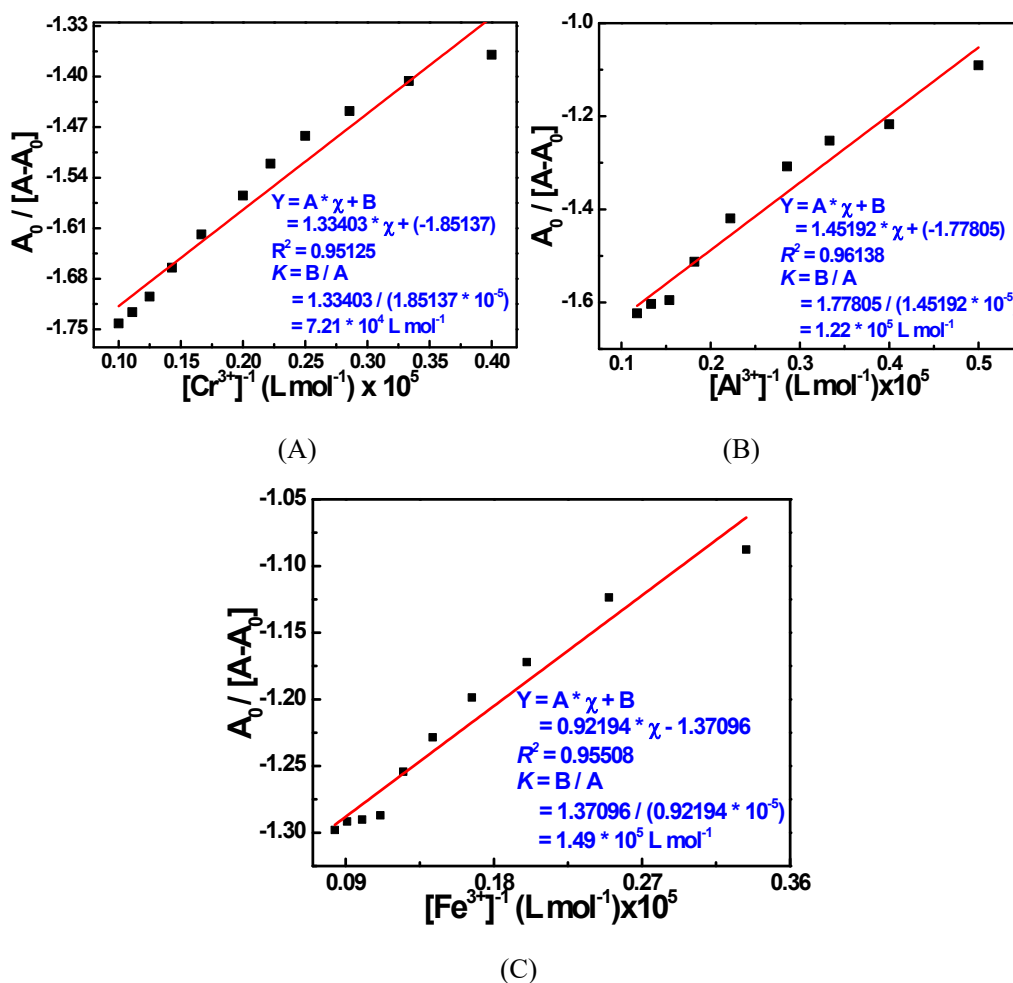 -1.33
-1.40
-1.47
-1.54
-1.61
-1.68
-1.75
A₀ / [A-A₀]
Y = A * χ + B
= 1.33403 * χ + (-1.85137)
R² = 0.95125
K = B / A
= 1.33403 / (1.85137 * 10⁻⁵)
= 7.21 * 10⁴ L mol⁻¹
0.10 0.15 0.20 0.25 0.30 0.35 0.40
[Cr³⁺]⁻¹ (L mol⁻¹) x 10⁵
(A)
-1.0
-1.2
-1.4
-1.6
A₀ / [A-A₀]
Y = A * χ + B
= 1.45192 * χ + (-1.77805)
R² = 0.96138
K = B / A
= 1.77805 / (1.45192 * 10⁻⁵
= 1.22 * 10⁵ L mol⁻¹
0.1 0.2 0.3 0.4 0.5
[Al³⁺]⁻¹ (L mol⁻¹)x10⁵
(B)
-1.05
-1.10
-1.15
-1.20
-1.25
-1.30
A₀ / [A-A₀]
Y = A * χ + B
= 0.92194 * χ - 1.37096
R² = 0.95508
K = B / A
= 1.37096 / (0.92194 * 10⁻⁵)
= 1.49 * 10⁵ L mol⁻¹
0.09 0.18 0.27 0.36
[Fe³⁺]⁻¹ (L mol⁻¹)x10⁵
(C)